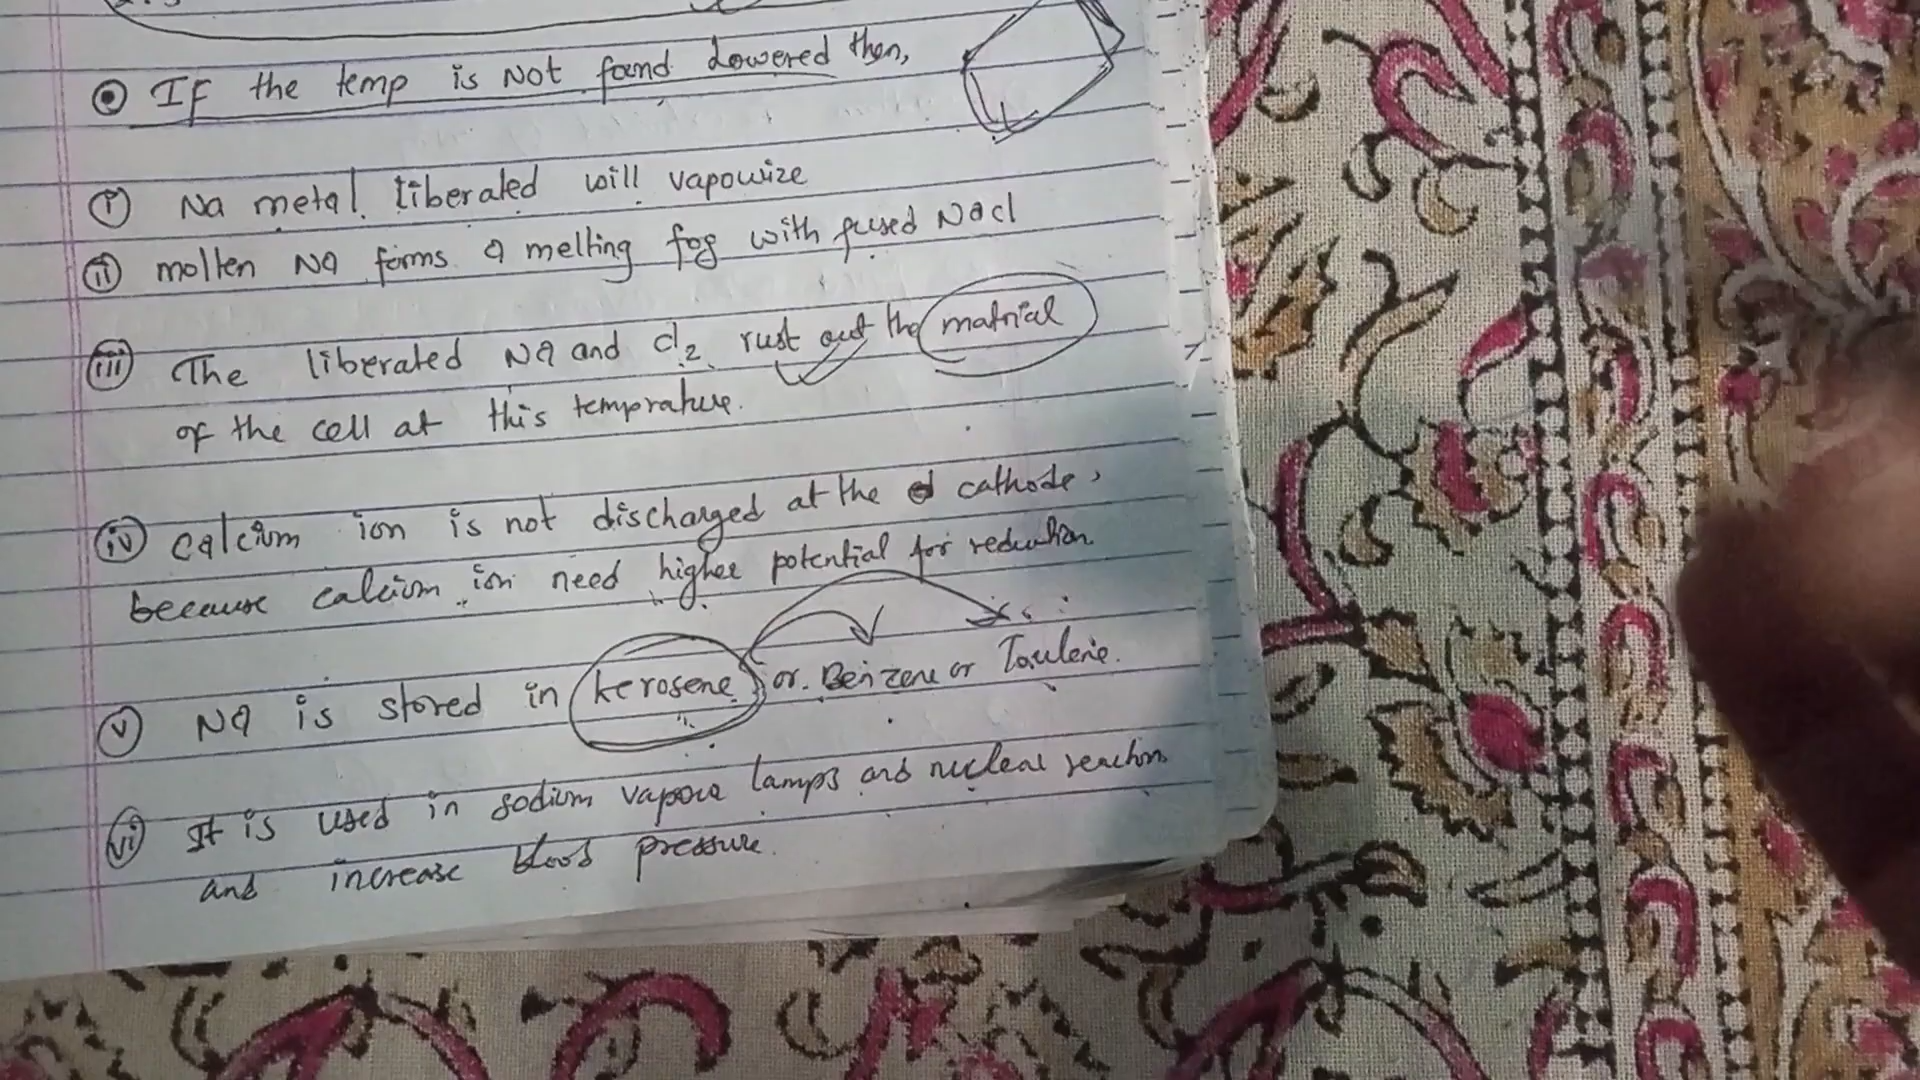 IF the temp is Not found Lowered then,
(i) Na metal liberated will vapourize
(ii) molten Na forms a melting fog with fused Nacl
(iii) The liberated Na and cl2 rust out the matrial
of the cell at this temprature.
(iv) calcium ion is not discharged at the cathode,
because calcium ion need higher potential for reduction
(v) Na is stored in kerosene or Benzene or Toulene.
(vi) It is used in sodium vapour lamps and nuclear reactions
and increase blood pressure.